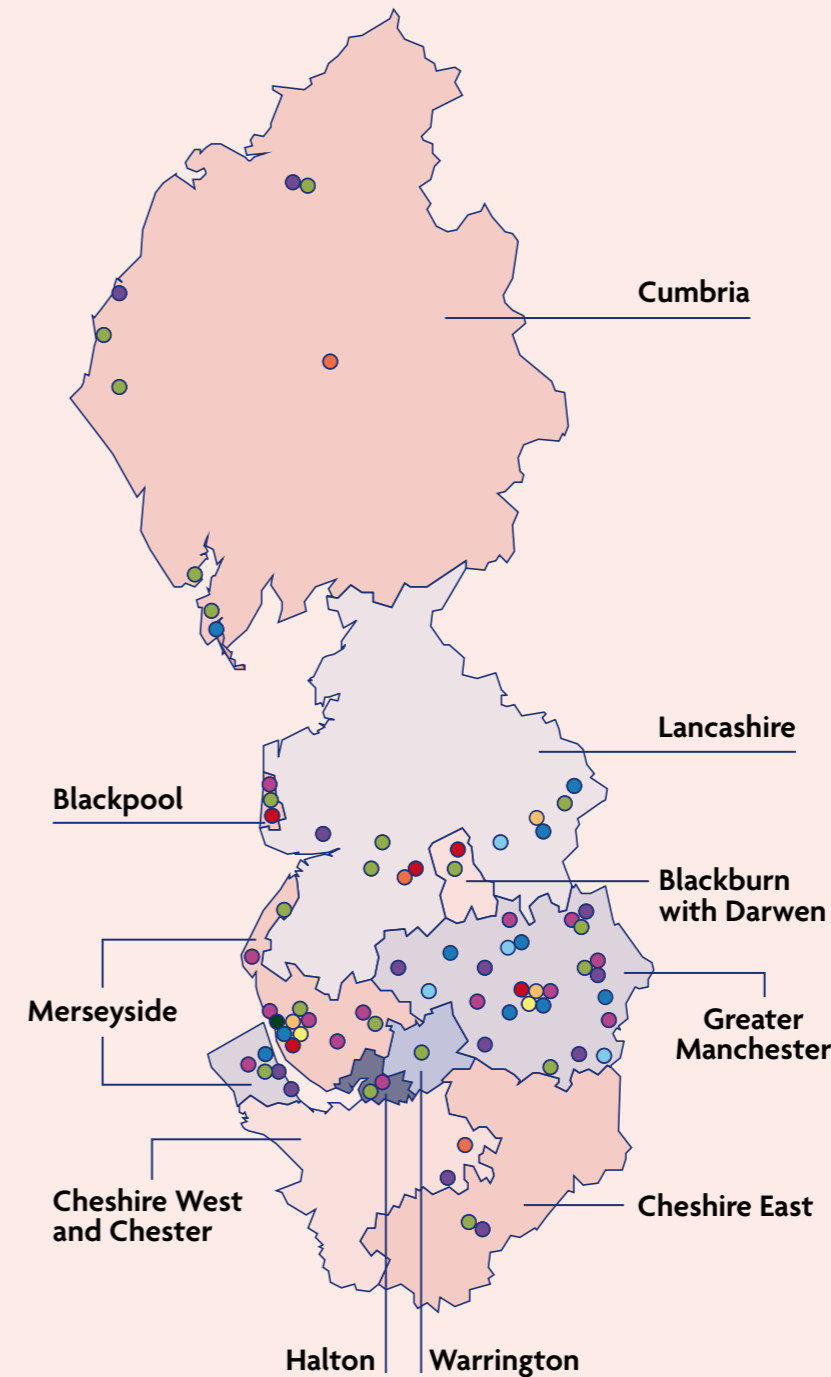 Cumbria
Lancashire
Blackpool
Blackburn
with Darwen
Merseyside
Greater
Manchester
Cheshire West
and Chester
Cheshire East
Halton
Warrington